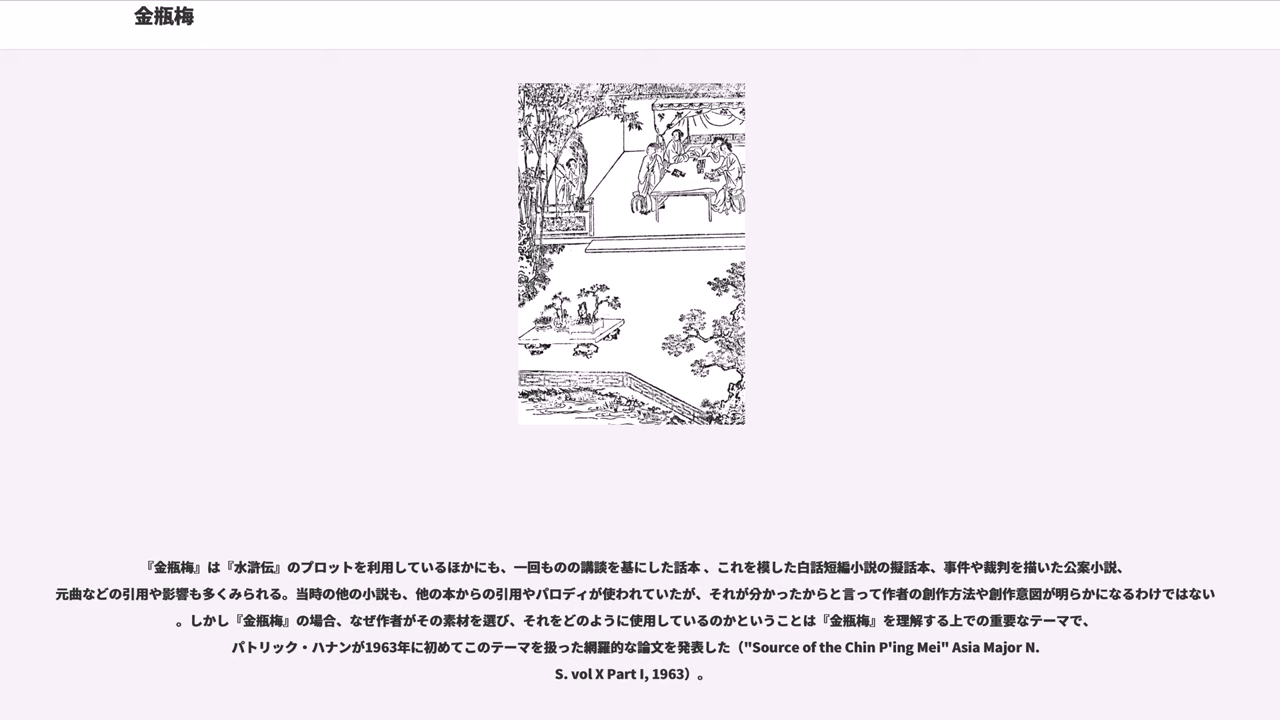 金瓶梅
『金瓶梅』は『水滸伝』のプロットを利用しているほかにも、一回ものの講談を基にした話本 、これを模した白話短編小説の擬話本、事件や裁判を描いた公案小説、
元曲などの引用や影響も多くみられる。当時の他の小説も、他の本からの引用やパロディが使われていたが、それが分かったからと言って作者の創作方法や創作意図が明らかになるわけではない
。しかし『金瓶梅』の場合、なぜ作者がその素材を選び、それをどのように使用しているのかということは『金瓶梅』を理解する上での重要なテーマで、
パトリック・ハナンが1963年に初めてこのテーマを扱った網羅的な論文を発表した（"Source of the Chin P'ing Mei" Asia Major N.
S. vol X Part I, 1963）。